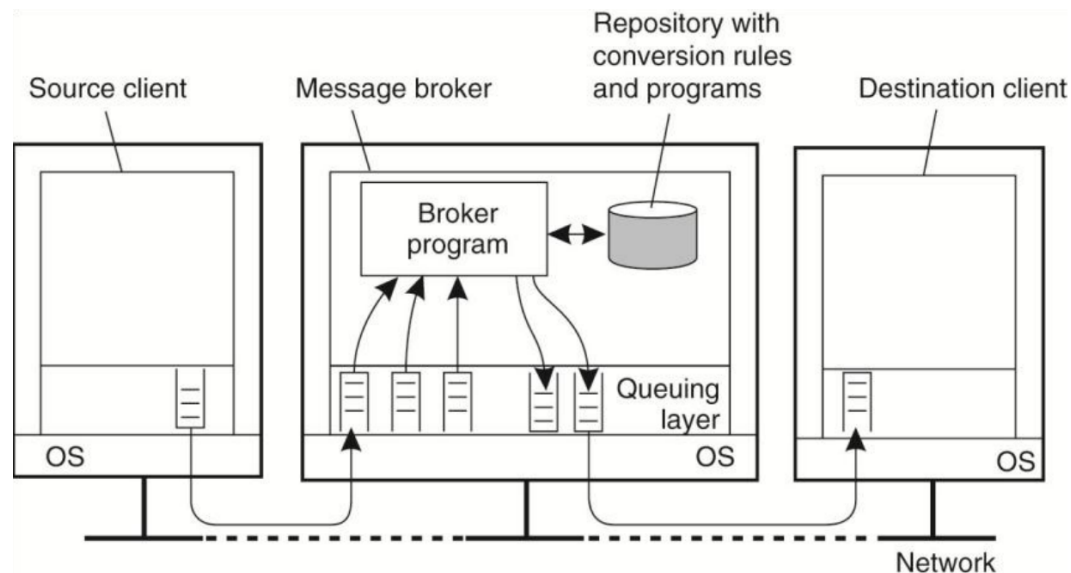 Repository with
conversion rules
and programs
Source client
Message broker
Destination client
Broker
program
Queuing
layer
OS
OS
OS
Network